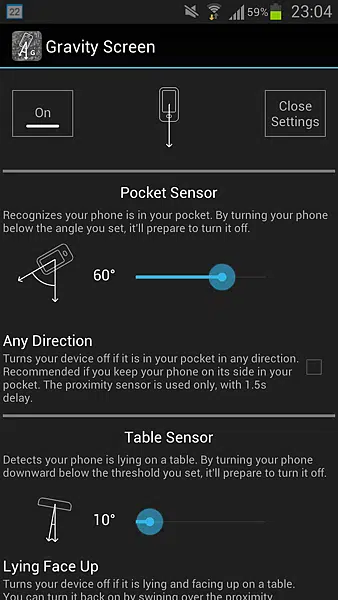 22 59% 23:04
Gravity Screen
On
Close
Settings
Pocket Sensor
Recognizes your phone is in your pocket. By turning your phone
below the angle you set, it'll prepare to turn it off.
60°
Any Direction
Turns your device off if it is in your pocket in any direction.
Recommended if you keep your phone on its side in your
pocket. The proximity sensor is used only, with 1.5s
delay.
Table Sensor
Detects your phone is lying on a table. By turning your phone
downward below the threshold you set, it'll prepare to turn it off.
10°
Lying Face Up
Turns your device off if it is lying and facing up on a table.
You can turn it back on by swiping over the proximity